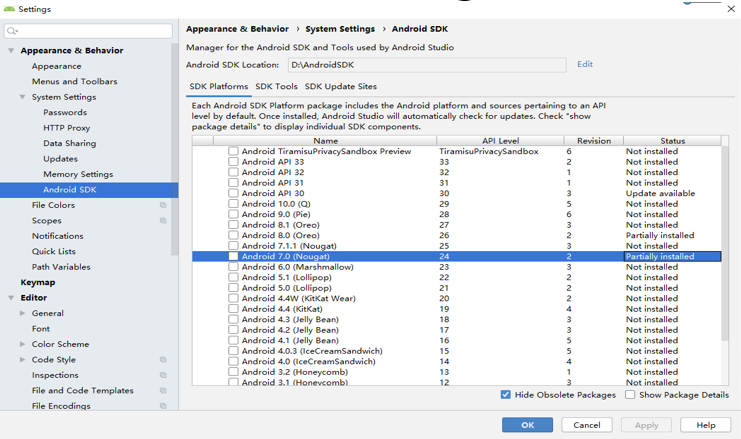 Settings
Appearance & Behavior
Appearance
Menus and Toolbars
System Settings
Passwords
HTTP Proxy
Data Sharing
Updates
Memory Settings
Android SDK
File Colors
Scopes
Notifications
Quick Lists
Path Variables
Keymap
Editor
General
Font
Color Scheme
Code Style
Inspections
File and Code Templates
File Encodings
Appearance & Behavior > System Settings > Android SDK
Manager for the Android SDK and Tools used by Android Studio
Android SDK Location: D:\AndroidSDK Edit
SDK Platforms SDK Tools SDK Update Sites
Each Android SDK Platform package includes the Android platform and sources pertaining to an API
level by default. Once installed, Android Studio will automatically check for updates. Check "show
package details" to display individual SDK components.
Name API Level Revision Status
Android TiramisuPrivacySandbox Preview TiramisuPrivacySandbox 6 Not installed
Android API 33 33 2 Not installed
Android API 32 32 1 Not installed
Android API 31 31 1 Not installed
Android API 30 30 3 Update available
Android 10.0 (Q) 29 5 Not installed
Android 9.0 (Pie) 28 6 Not installed
Android 8.1 (Oreo) 27 3 Not installed
Android 8.0 (Oreo) 26 2 Partially installed
Android 7.1.1 (Nougat) 25 3 Not installed
Android 7.0 (Nougat) 24 2 Partially installed
Android 6.0 (Marshmallow) 23 3 Not installed
Android 5.1 (Lollipop) 22 2 Not installed
Android 5.0 (Lollipop) 21 2 Not installed
Android 4.4W (KitKat Wear) 20 2 Not installed
Android 4.4 (KitKat) 19 4 Not installed
Android 4.3 (Jelly Bean) 18 3 Not installed
Android 4.2 (Jelly Bean) 17 3 Not installed
Android 4.1 (Jelly Bean) 16 5 Not installed
Android 4.0.3 (IceCreamSandwich) 15 5 Not installed
Android 4.0 (IceCreamSandwich) 14 4 Not installed
Android 3.2 (Honeycomb) 13 1 Not installed
Android 3.1 (Honeycomb) 12 3 Not installed
Hide Obsolete Packages Show Package Details
OK Cancel Apply Help